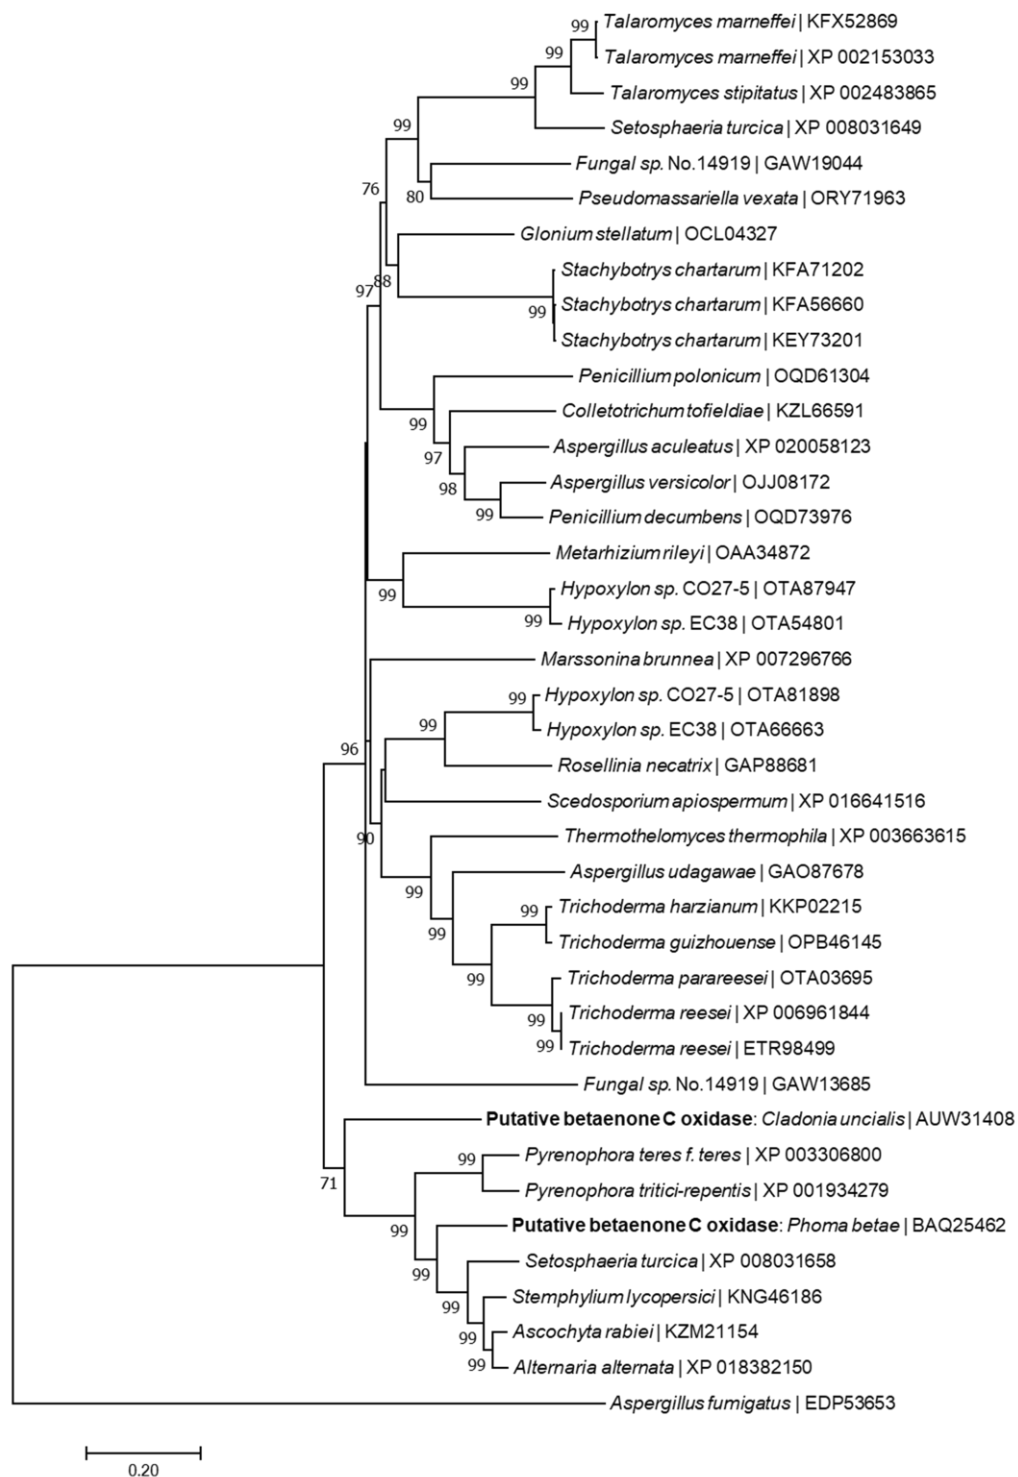 99 Talaromyces marneffei | KFX52869
99 Talaromyces marneffei | XP 002153033
99 Talaromyces stipitatus | XP 002483865
Setosphaeria turcica | XP 008031649
99
Fungal sp. No.14919 | GAW19044
76 80 Pseudomassariella vexata | ORY71963
Glonium stellatum | OCL04327
Stachybotrys chartarum | KFA71202
88
97 99 Stachybotrys chartarum | KFA56660
Stachybotrys chartarum | KEY73201
Penicillium polonicum | OQD61304
99 Colletotrichum tofieldiae | KZL66591
97 Aspergillus aculeatus | XP 020058123
98 Aspergillus versicolor | OJJ08172
99 Penicillium decumbens | OQD73976
Metarhizium rileyi | OAA34872
99 Hypoxylon sp. CO27-5 | OTA87947
99 Hypoxylon sp. EC38 | OTA54801
Marssonina brunnea | XP 007296766
99 Hypoxylon sp. CO27-5 | OTA81898
99 Hypoxylon sp. EC38 | OTA66663
96 Rosellinia necatrix | GAP88681
Scedosporium apiospermum | XP 016641516
90 Thermothelomyces thermophila | XP 003663615
99 Aspergillus udagawae | GAO87678
99 Trichoderma harzianum | KKP02215
99 Trichoderma guizhouense | OPB46145
99 Trichoderma parareesei | OTA03695
99 Trichoderma reesei | XP 006961844
99 Trichoderma reesei | ETR98499
Fungal sp. No.14919 | GAW13685
Putative betaenone C oxidase: Cladonia uncialis | AUW31408
99 Pyrenophora teres f. teres | XP 003306800
71 Pyrenophora tritici-repentis | XP 001934279
99 Putative betaenone C oxidase: Phoma betae | BAQ25462
99 Setosphaeria turcica | XP 008031658
99 Stemphylium lycopersici | KNG46186
99 Ascochyta rabiei | KZM21154
99 Alternaria alternata | XP 018382150
Aspergillus fumigatus | EDP53653
0.20